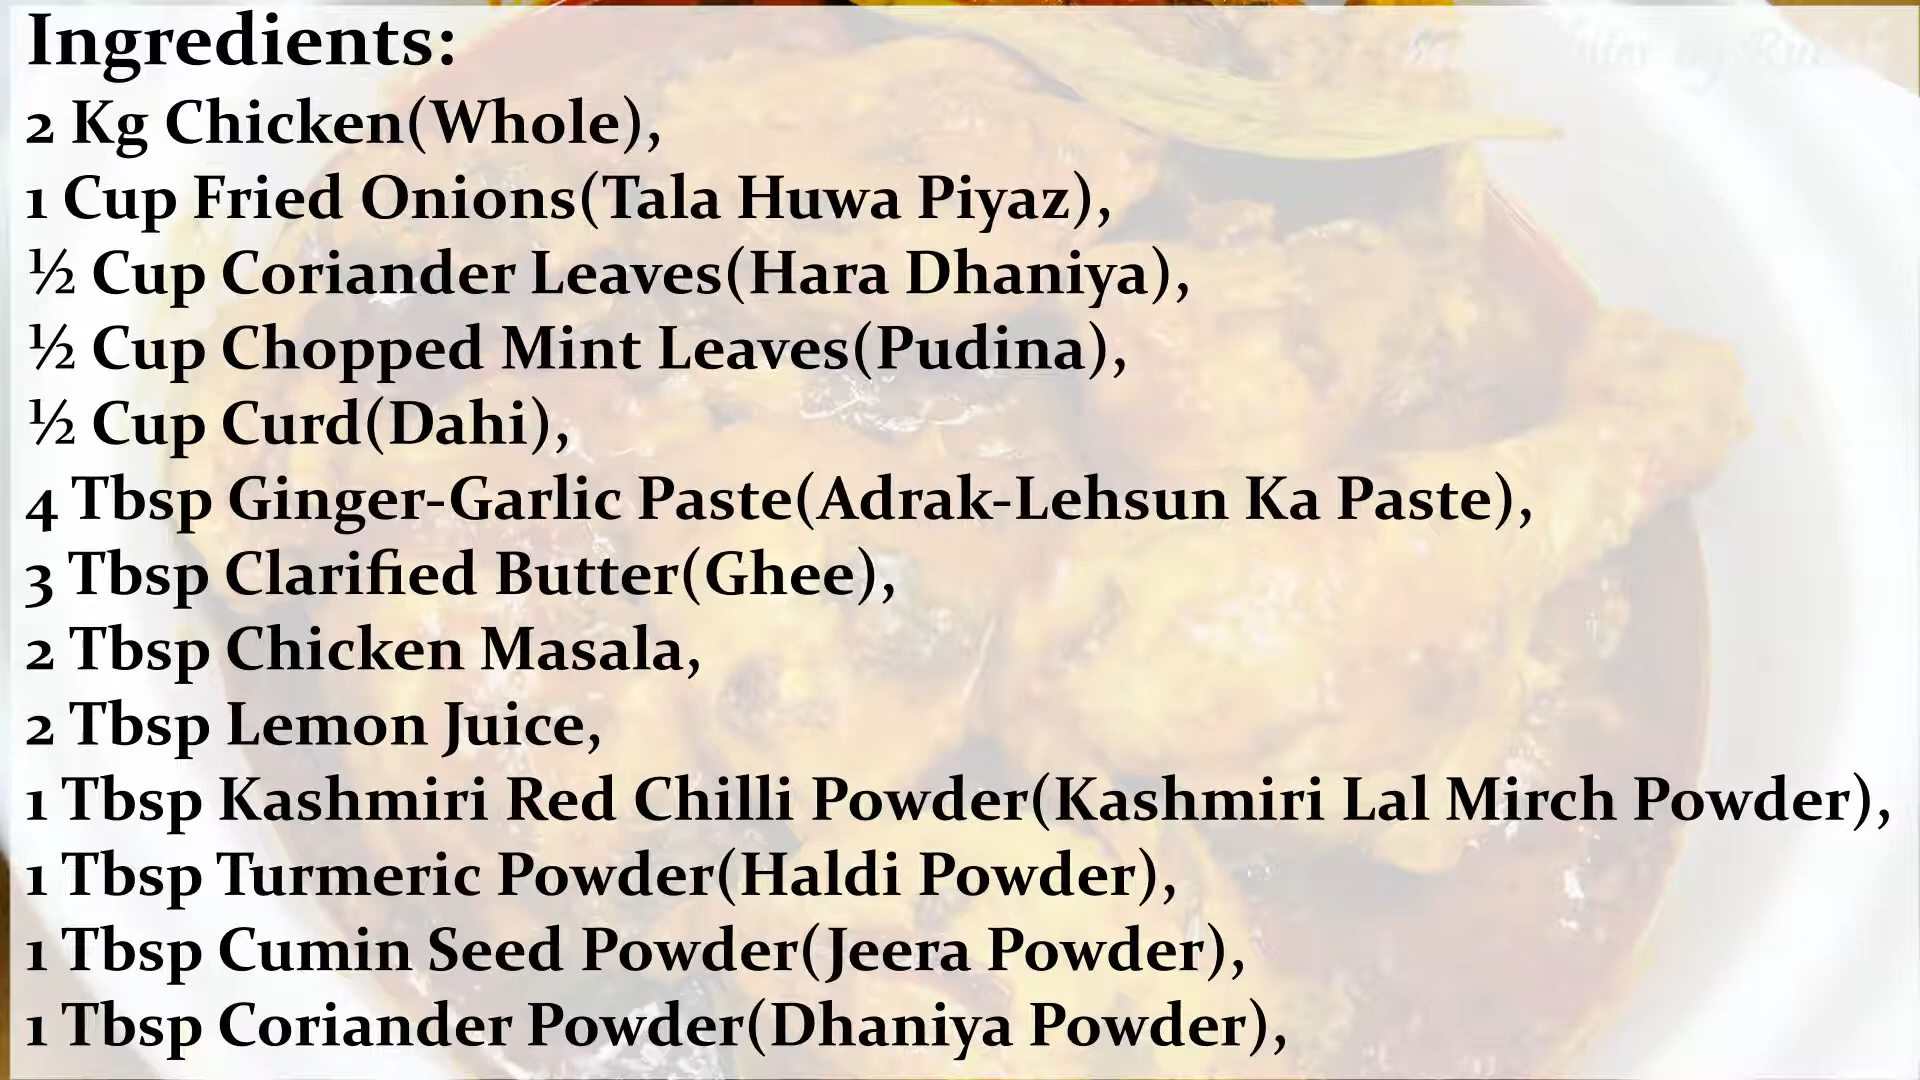 Ingredients:
2 Kg Chicken(Whole),
1 Cup Fried Onions(Tala Huwa Piyaz),
½ Cup Coriander Leaves(Hara Dhaniya),
½ Cup Chopped Mint Leaves(Pudina),
½ Cup Curd(Dahi),
4 Tbsp Ginger-Garlic Paste(Adrak-Lehsun Ka Paste),
3 Tbsp Clarified Butter(Ghee),
2 Tbsp Chicken Masala,
2 Tbsp Lemon Juice,
1 Tbsp Kashmiri Red Chilli Powder(Kashmiri Lal Mirch Powder),
1 Tbsp Turmeric Powder(Haldi Powder),
1 Tbsp Cumin Seed Powder(Jeera Powder),
1 Tbsp Coriander Powder(Dhaniya Powder),